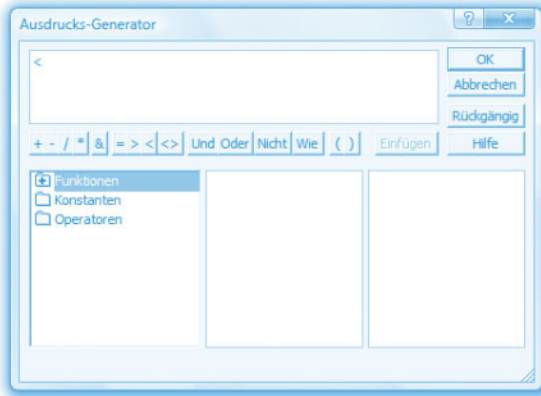 Ausdrucks-Generator ? X
<
OK
Abbrechen
Rückgängig
+ - / * & = > < <> Und Oder Nicht Wie ( ) Einfügen Hilfe
Funktionen
Konstanten
Operatoren